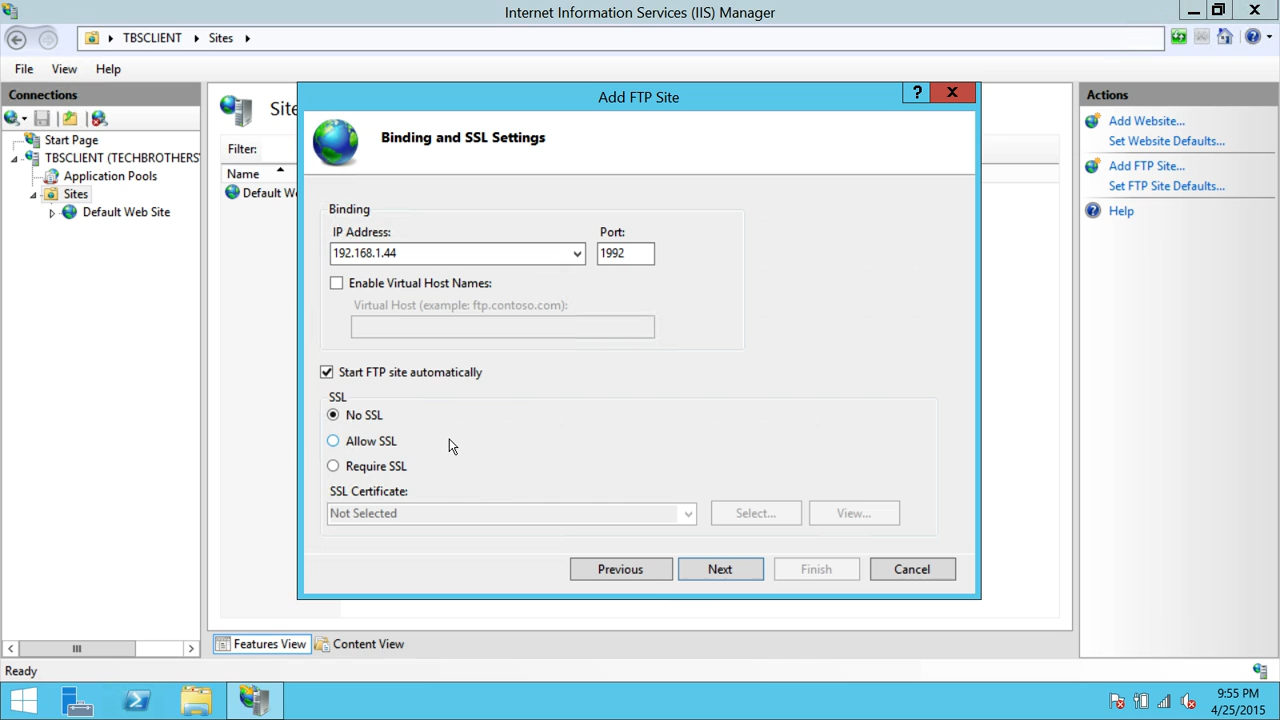 Internet Information Services (IIS) Manager
TBSCLIENT
Sites
File
View
Help
Connections
Start Page
TBSCLIENT (TECHBROTHERS
Application Pools
Sites
Default Web Site
Site
Filter:
Name
Default We
Add FTP Site
?
Binding and SSL Settings
Binding
IP Address:
Port:
192.168.1.44
1992
Enable Virtual Host Names:
Virtual Host (example: ftp.contoso.com):
Start FTP site automatically
SSL
No SSL
Allow SSL
Require SSL
SSL Certificate:
Not Selected
Select...
View...
Previous
Next
Finish
Cancel
Actions
Add Website...
Set Website Defaults...
Add FTP Site...
Set FTP Site Defaults...
Help
Features View
Content View
Ready
9:55 PM
4/25/2015